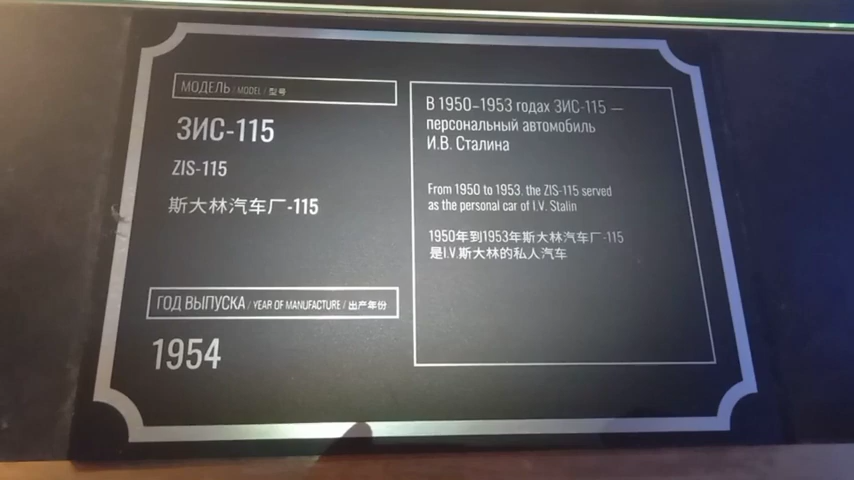 МОДЕЛЬ / MODEL / 型号
ЗИС-115
ZIS-115
斯大林汽车厂-115
ГОД ВЫПУСКА / YEAR OF MANUFACTURE / 出产年份
1954
В 1950–1953 годах ЗИС-115 —
персональный автомобиль
И.В. Сталина
From 1950 to 1953, the ZIS-115 served
as the personal car of I.V. Stalin
1950年到1953年斯大林汽车厂-115
是I.V.斯大林的私人汽车